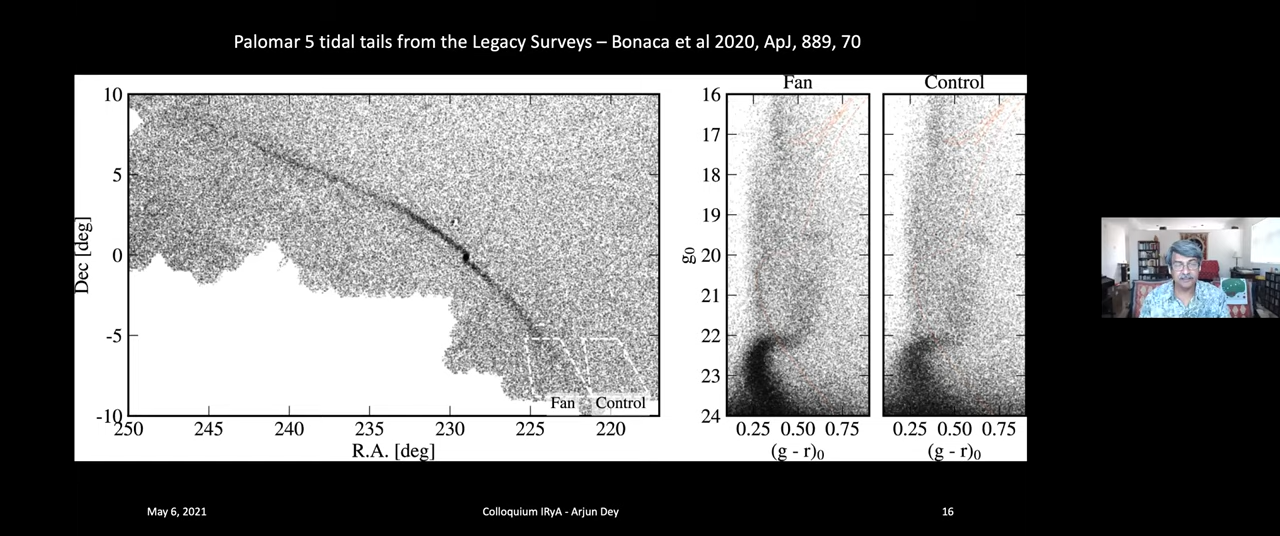 Palomar 5 tidal tails from the Legacy Surveys – Bonaca et al 2020, ApJ, 889, 70
10
5
0
-5
-10
Dec [deg]
250 245 240 235 230 225 220
R.A. [deg]
Fan Control
Fan
Control
16
17
18
19
20
21
22
23
24
g₀
0.25 0.50 0.75
(g - r)₀
0.25 0.50 0.75
(g - r)₀
May 6, 2021
Colloquium IRyA - Arjun Dey
16